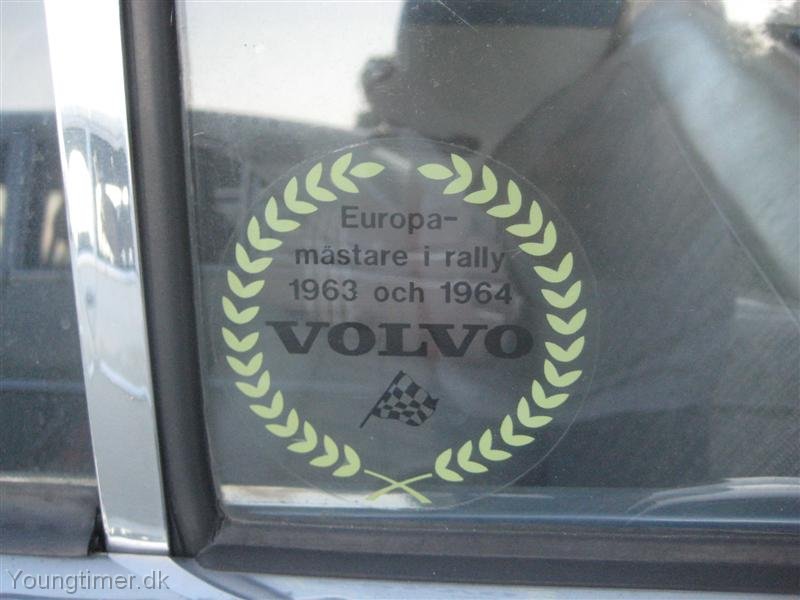 Europa-
mästare i rally
1963 och 1964
VOLVO
Youngtimer.dk